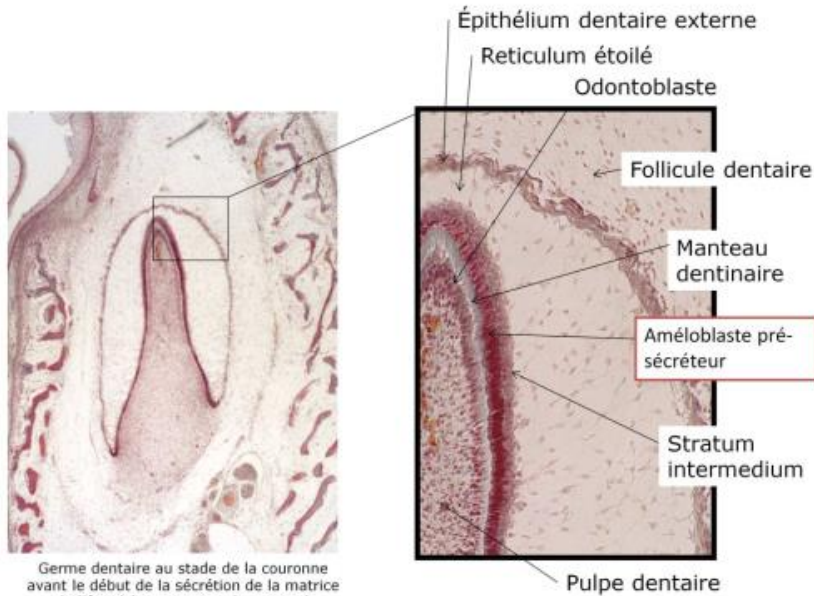 Épithélium dentaire externe
Reticulum étoilé
Odontoblaste
Follicule dentaire
Manteau
dentinaire
Améloblaste pré-
sécréteur
Stratum
intermedium
Pulpe dentaire
Germe dentaire au stade de la couronne
avant le début de la sécrétion de la matrice